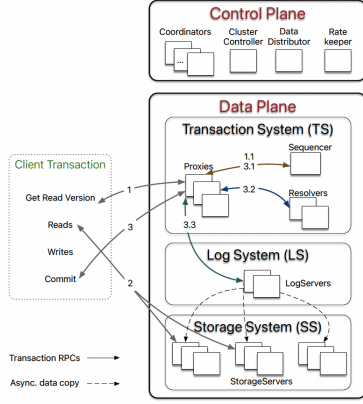 Control Plane
Coordinators
Cluster
Controller
Data
Distributor
Rate
keeper
...
Data Plane
Transaction System (TS)
Proxies
1.1
3.1
Sequencer
3.2
Resolvers
3.3
Client Transaction
Get Read Version
1
Reads
3
Writes
Commit
2
Log System (LS)
LogServers
Storage System (SS)
StorageServers
Transaction RPCs
Async. data copy